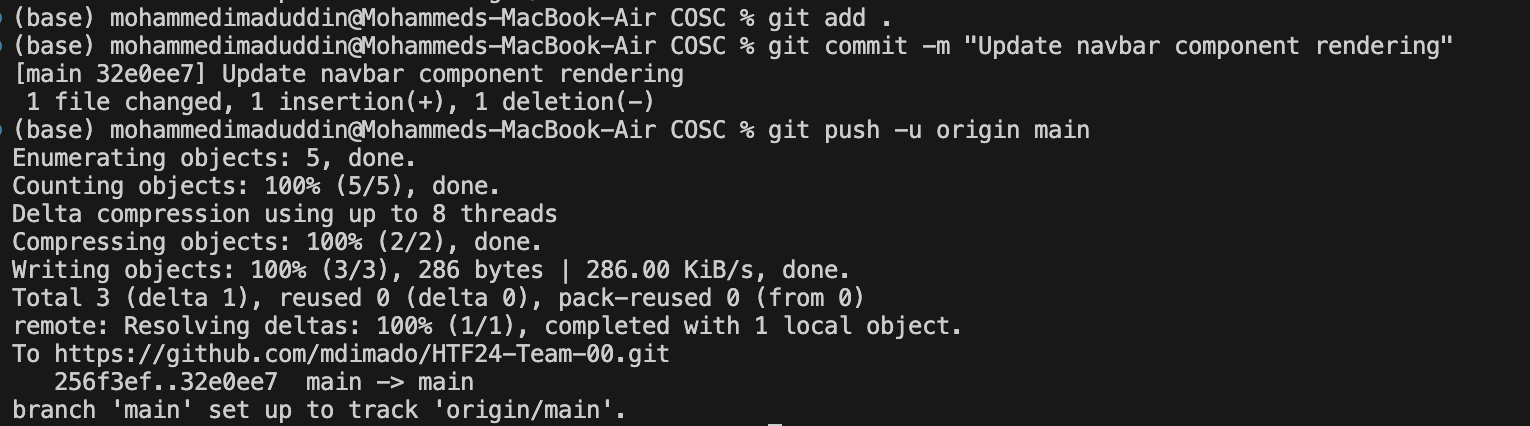 (base) mohammedimaduddin@Mohammeds-MacBook-Air COSC % git add .
(base) mohammedimaduddin@Mohammeds-MacBook-Air COSC % git commit -m "Update navbar component rendering"
[main 32e0ee7] Update navbar component rendering
 1 file changed, 1 insertion(+), 1 deletion(-)
(base) mohammedimaduddin@Mohammeds-MacBook-Air COSC % git push -u origin main
Enumerating objects: 5, done.
Counting objects: 100% (5/5), done.
Delta compression using up to 8 threads
Compressing objects: 100% (2/2), done.
Writing objects: 100% (3/3), 286 bytes | 286.00 KiB/s, done.
Total 3 (delta 1), reused 0 (delta 0), pack-reused 0 (from 0)
remote: Resolving deltas: 100% (1/1), completed with 1 local object.
To https://github.com/mdimado/HTF24-Team-00.git
   256f3ef..32e0ee7  main -> main
branch 'main' set up to track 'origin/main'.